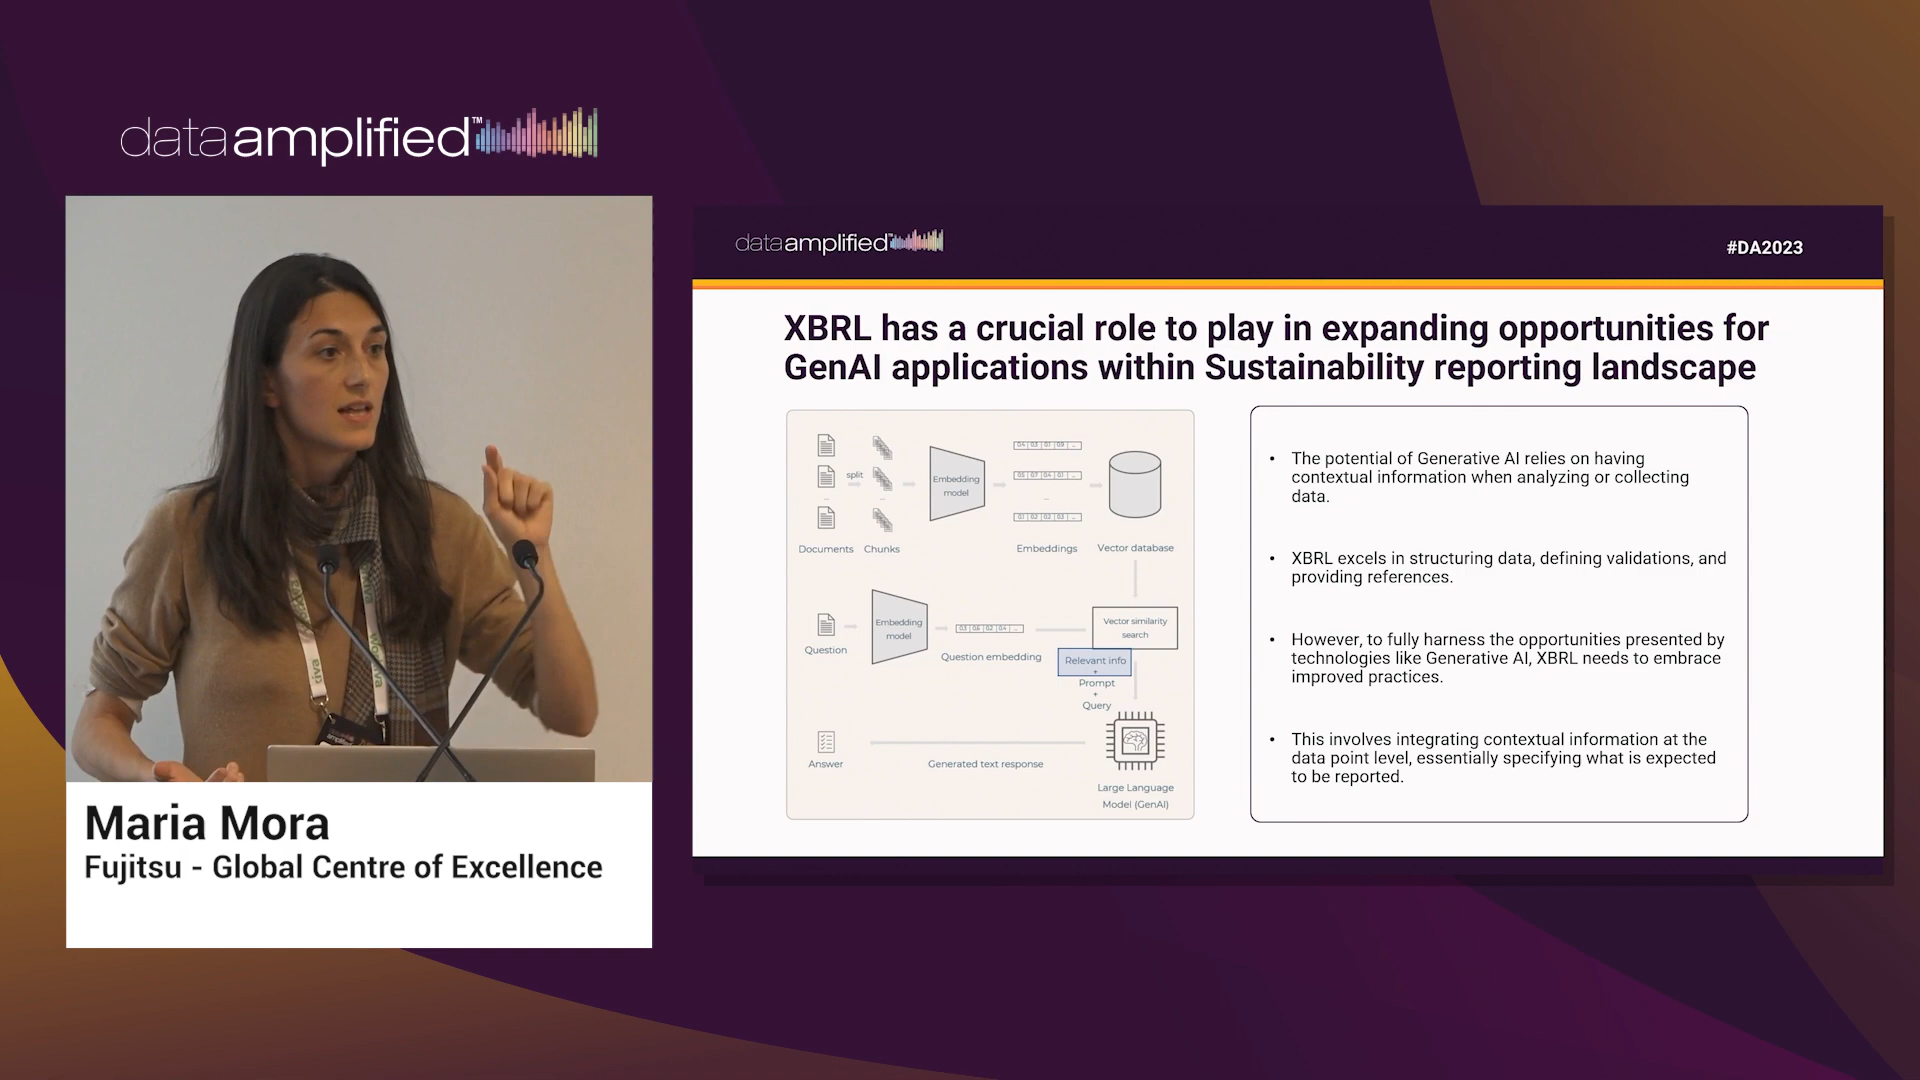 dataamplified™
Maria Mora
Fujitsu - Global Centre of Excellence
dataamplified
#DA2023
XBRL has a crucial role to play in expanding opportunities for
GenAI applications within Sustainability reporting landscape
split
Embedding
model
Documents
Chunks
Embeddings
Vector database
Embedding
model
Vector similarity
search
Question
Question embedding
Relevant info
+
Prompt
+
Query
Answer
Generated text response
Large Language
Model (GenAI)
• The potential of Generative AI relies on having
contextual information when analyzing or collecting
data.
• XBRL excels in structuring data, defining validations, and
providing references.
• However, to fully harness the opportunities presented by
technologies like Generative AI, XBRL needs to embrace
improved practices.
• This involves integrating contextual information at the
data point level, essentially specifying what is expected
to be reported.